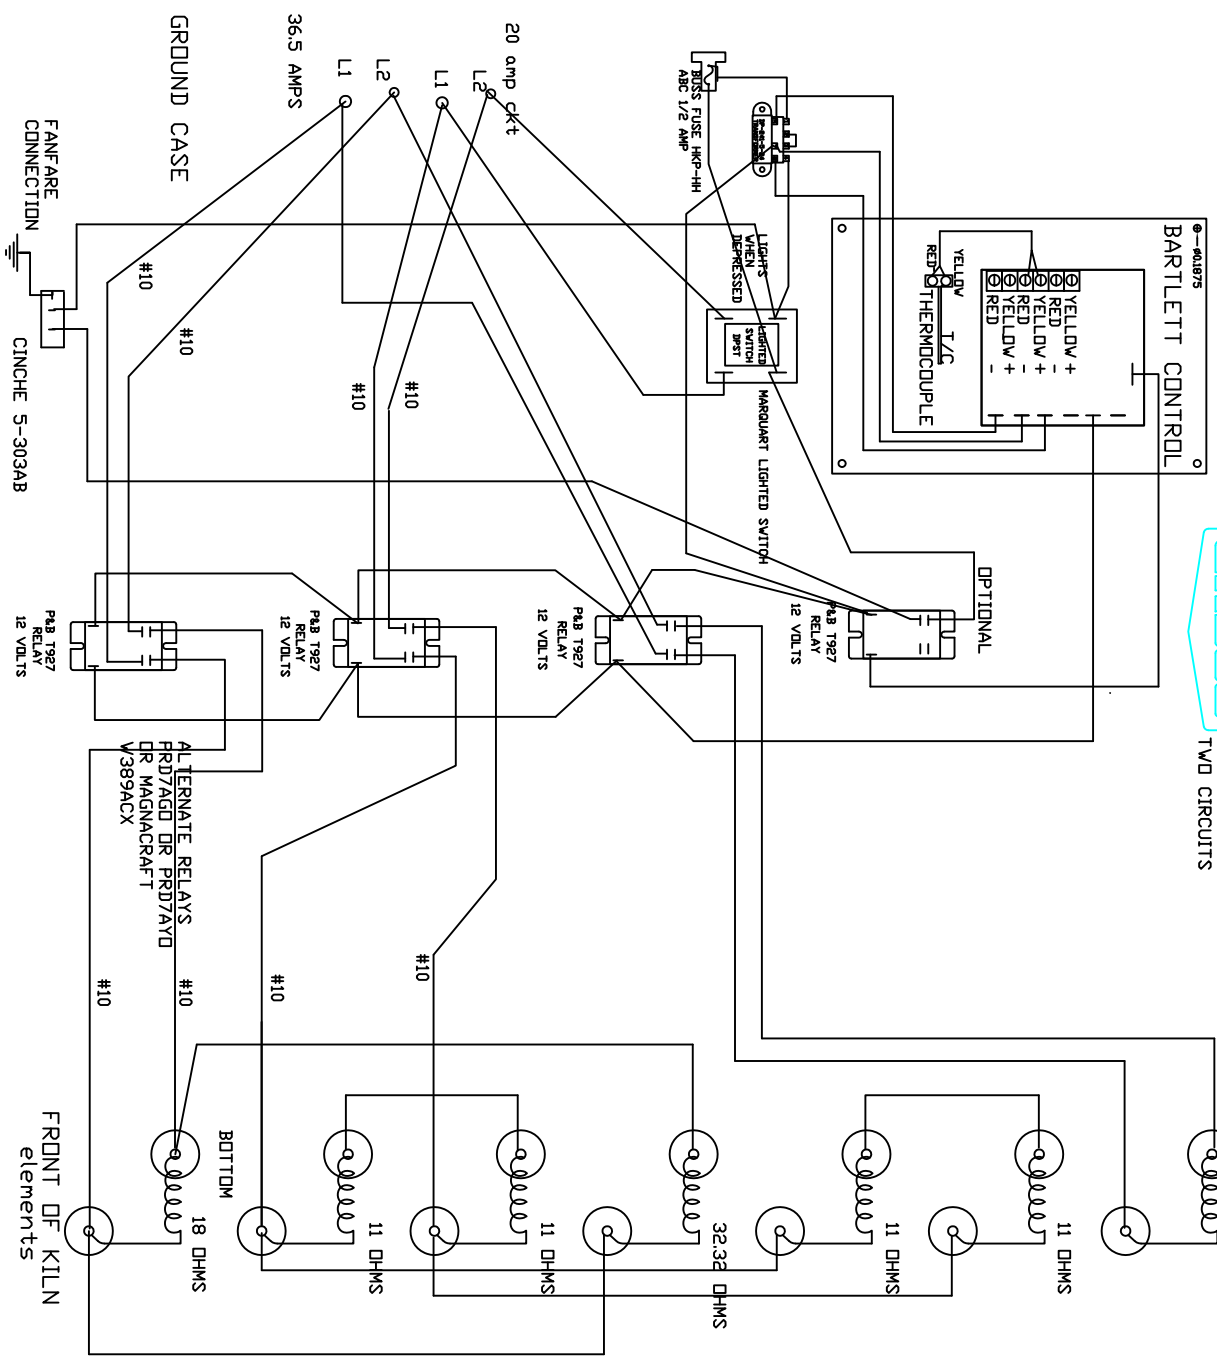 GROUND CASE
36.5 AMPS
L1
L2
L1
L2
20 amp ckt
FANFARE
CONNECTION
CINCHE 5-303AB
#10
#10
#10
#10
BUSS FUSE HKP-HH
ABC 1/2 AMP
LIGHTS
WHEN
DEPRESSED
LIGHTED
SWITCH
DPST
MARQUART LIGHTED SWITCH
BARTLETT CONTROL
Ø0.1875
YELLOW
RED
T/C
THERMOCOUPLE
YELLOW +
RED -
YELLOW +
RED -
YELLOW +
RED -
OPTIONAL
P&B T927
RELAY
12 VOLTS
P&B T927
RELAY
12 VOLTS
P&B T927
RELAY
12 VOLTS
P&B T927
RELAY
12 VOLTS
TWO CIRCUITS
ALTERNATE RELAYS
PRD7AGO OR PRD7AYO
OR MAGNACRAFT
W389ACX
#10
#10
#10
#10
BOTTOM
FRONT OF KILN
elements
18 OHMS
11 OHMS
11 OHMS
32.32 OHMS
11 OHMS
11 OHMS